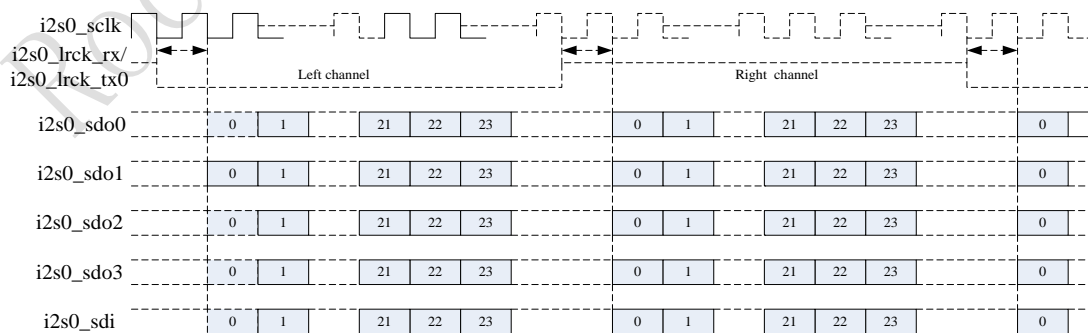 i2s0_sclk
i2s0_lrck_rx/
i2s0_lrck_tx0
Left channel
Right channel
i2s0_sdo0
0 1 21 22 23 0 1 21 22 23 0
i2s0_sdo1
0 1 21 22 23 0 1 21 22 23 0
i2s0_sdo2
0 1 21 22 23 0 1 21 22 23 0
i2s0_sdo3
0 1 21 22 23 0 1 21 22 23 0
i2s0_sdi
0 1 21 22 23 0 1 21 22 23 0